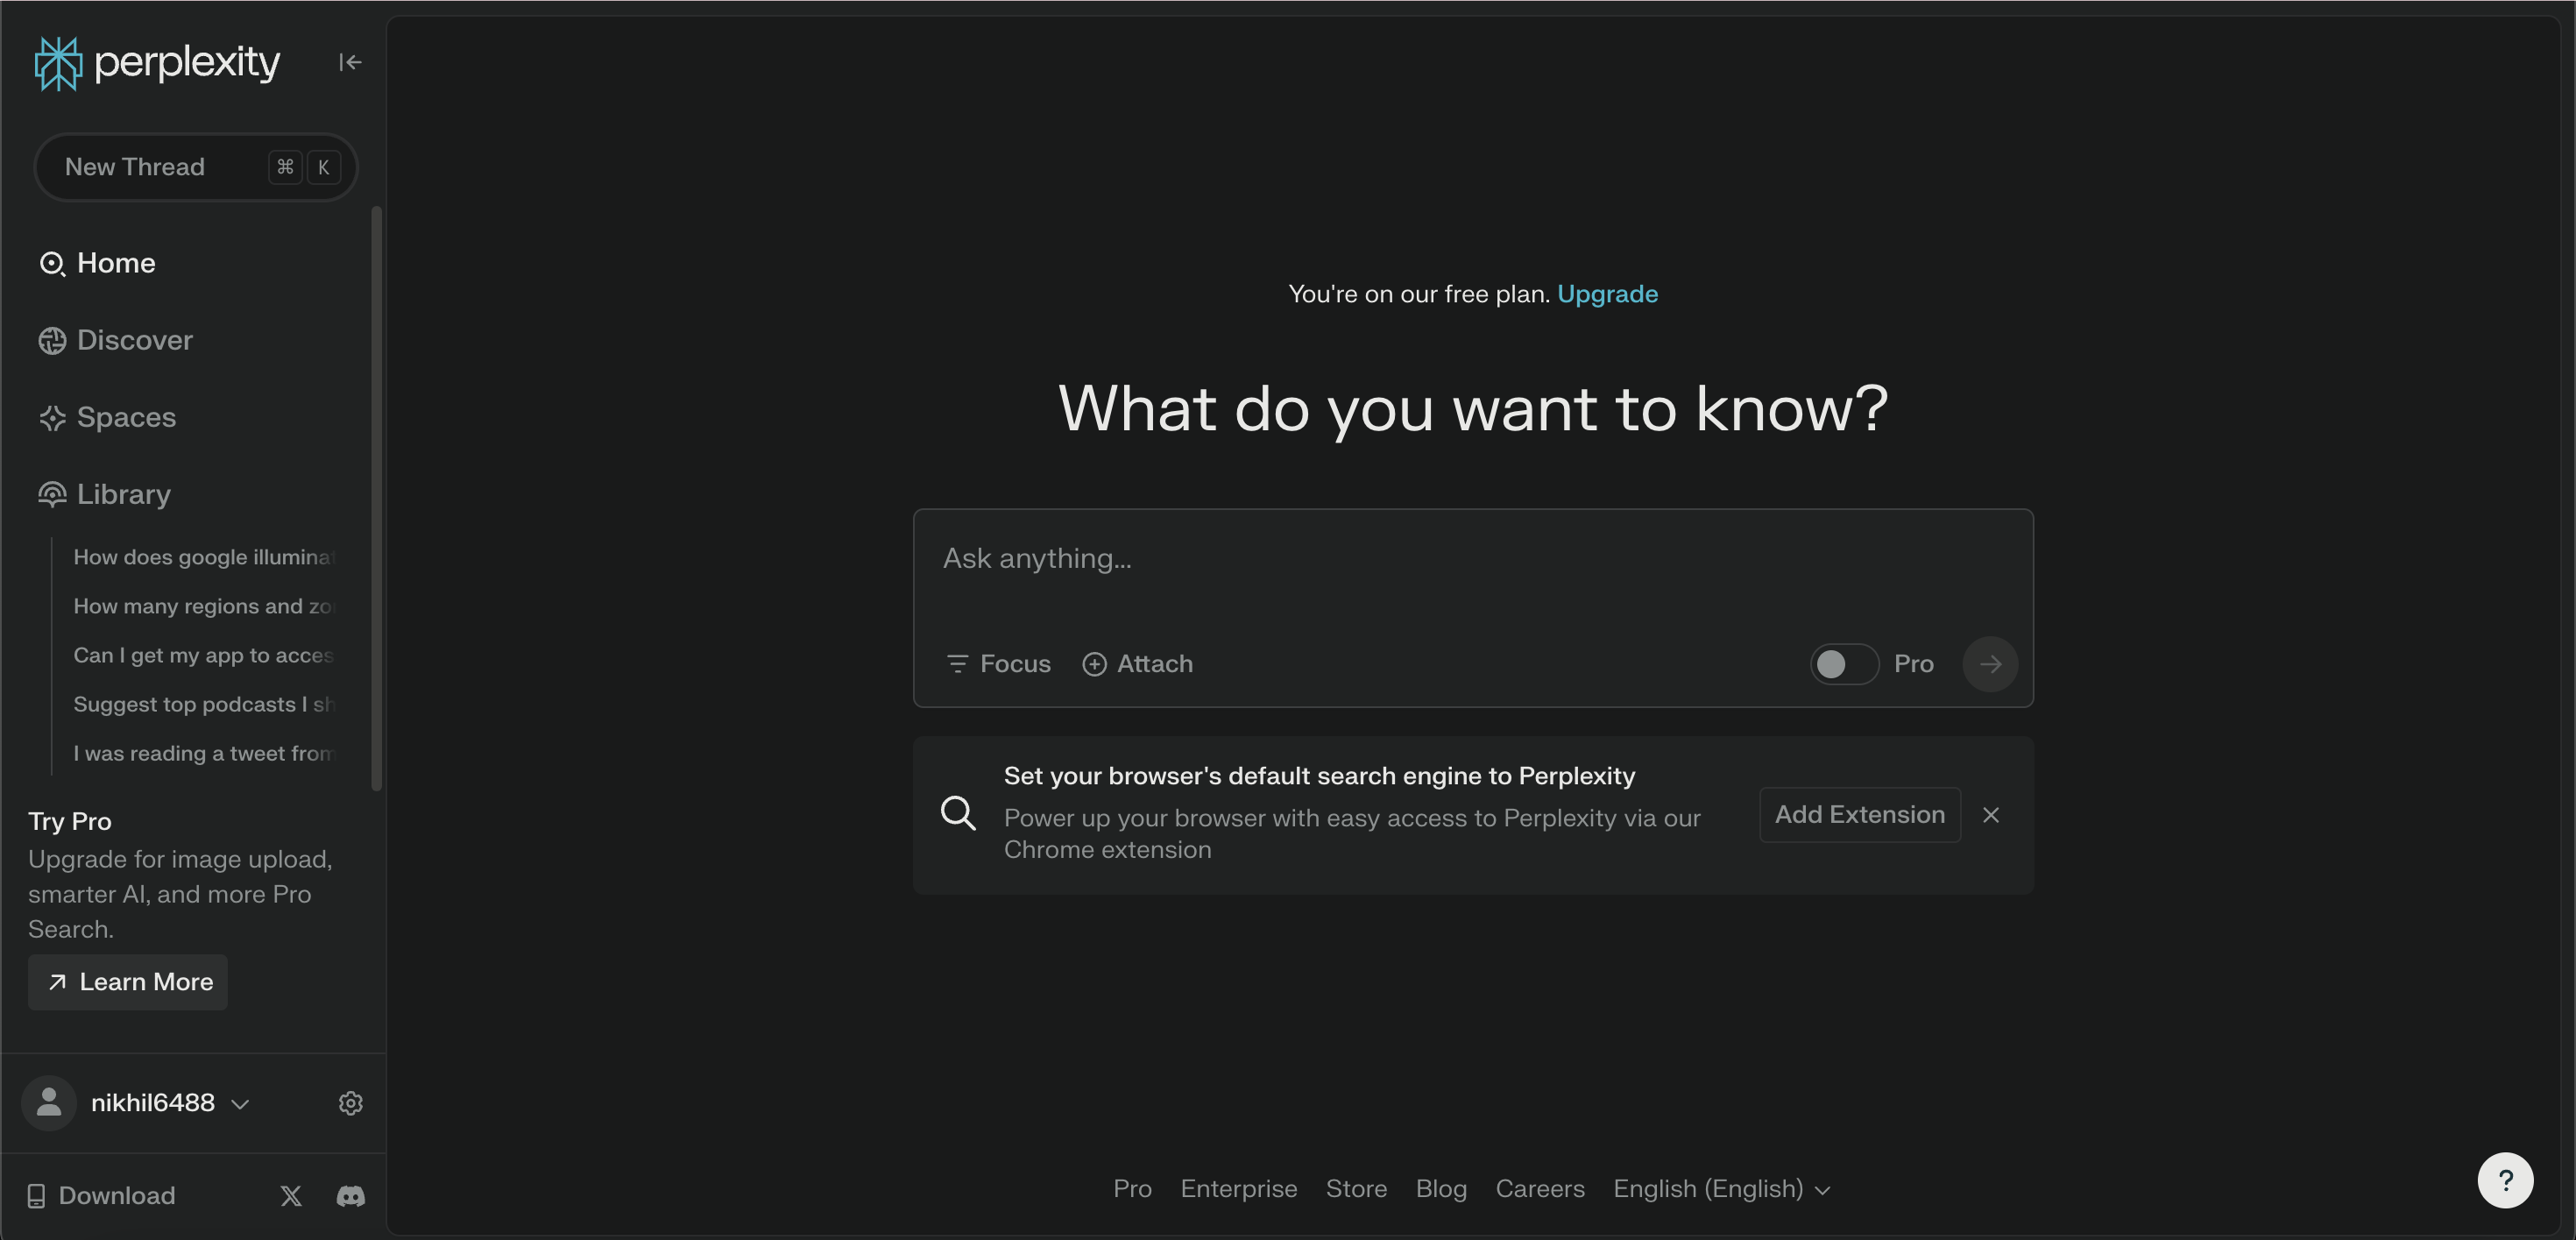 perplexity
New Thread ⌘ K
Home
Discover
Spaces
Library
How does google
How many regions and
Can I get my app to
Suggest top podcasts I
I was reading a tweet from
Try Pro
Upgrade for image upload,
smarter AI, and more Pro
Search.
Learn More
nikhil6488
Download
You're on our free plan. Upgrade
What do you want to know?
Ask anything...
Focus Attach Pro
Set your browser's default search engine to Perplexity
Power up your browser with easy access to Perplexity via our
Chrome extension
Add Extension
Pro Enterprise Store Blog Careers English (English)
?